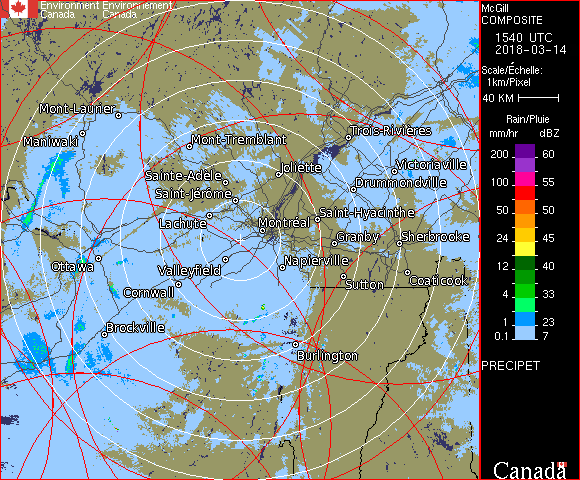 Environment Environnement
Canada Canada
McGill
COMPOSITE
1540 UTC
2018-03-14
Scale/Échelle:
1km/Pixel
40 KM
Rain/Pluie
mm/hr dBZ
200 60
100 55
50 50
24 45
12 40
4 33
1 23
0.1 7
PRECIPET
Canada
Mont-Laurier
Maniwaki
Mont-Tremblant
Trois-Rivières
Sainte-Adèle
Joliette
Victoriaville
Saint-Jérôme
Drummondville
Lachute
Montréal
Saint-Hyacinthe
Granby
Sherbrooke
Ottawa
Valleyfield
Napierville
Cornwall
Sutton
Coaticook
Brockville
Burlington